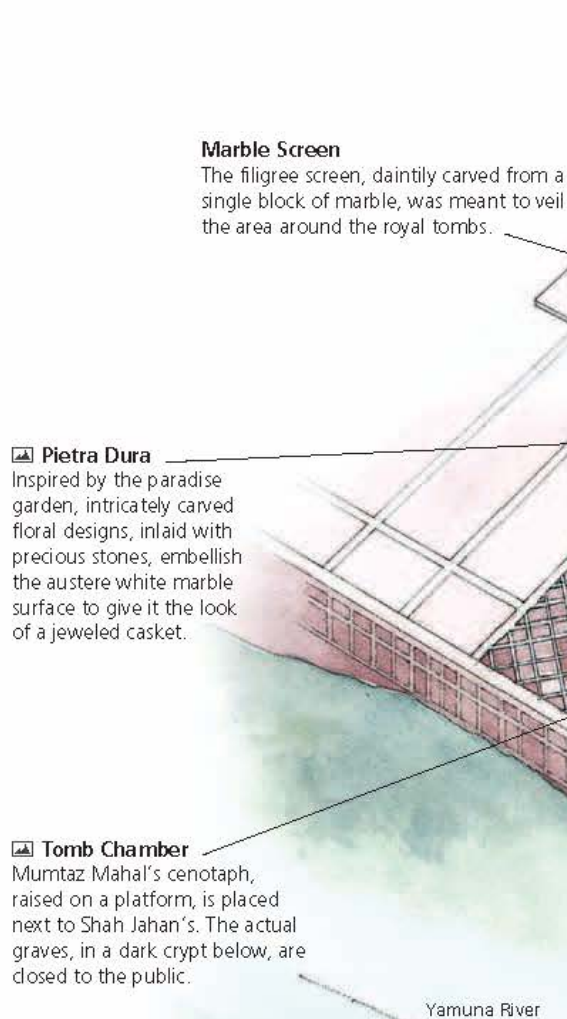 Marble Screen
The filigree screen, daintily carved from a
single block of marble, was meant to veil
the area around the royal tombs.
Pietra Dura
Inspired by the paradise
garden, intricately carved
floral designs, inlaid with
precious stones, embellish
the austere white marble
surface to give it the look
of a jeweled casket.
Tomb Chamber
Mumtaz Mahal's cenotaph,
raised on a platform, is placed
next to Shah Jahan's. The actual
graves, in a dark crypt below, are
closed to the public.
Yamuna River